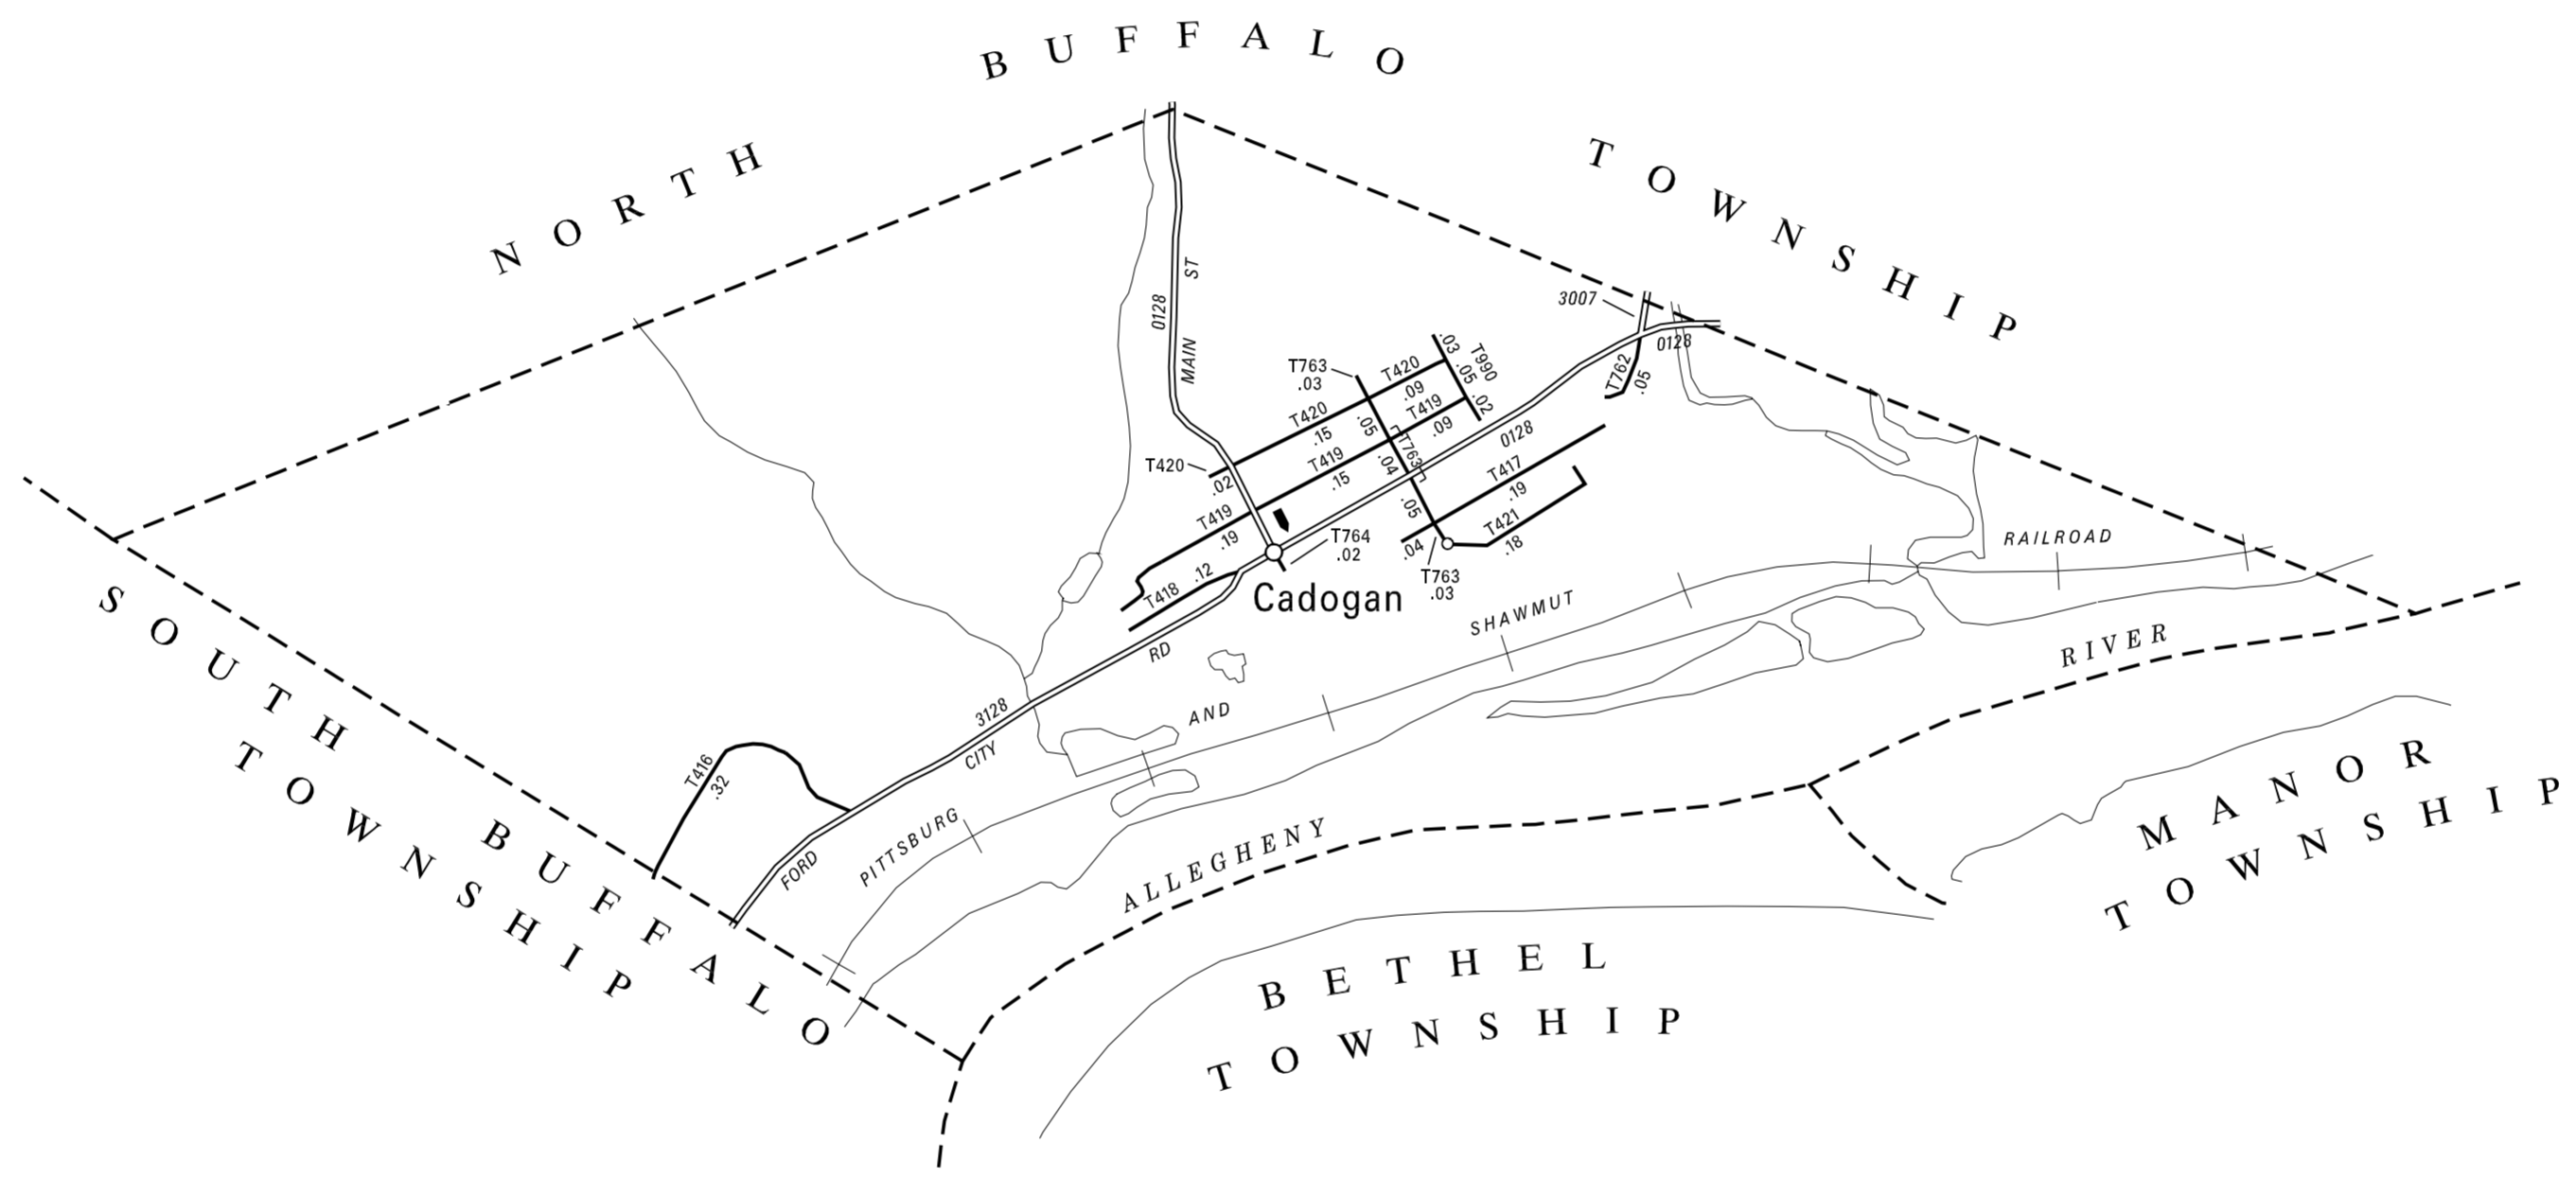 NORTH BUFFALO TOWNSHIP
0128
MAIN ST
3007
0128
T762
.05
T763
.03
T420
.09
.03
T990
.05
.02
T420
.15
.05
T419
.09
T763
.04
T420
.02
T419
.15
0128
T419
.19
T417
.19
.05
.04
T421
.18
T764
.02
T763
.03
T418
.12
Cadogan
3128
FORD CITY RD
T416
.32
PITTSBURG AND SHAWMUT RAILROAD
ALLEGHENY RIVER
SOUTH BUFFALO
TOWNSHIP
BETHEL
TOWNSHIP
MANOR
TOWNSHIP